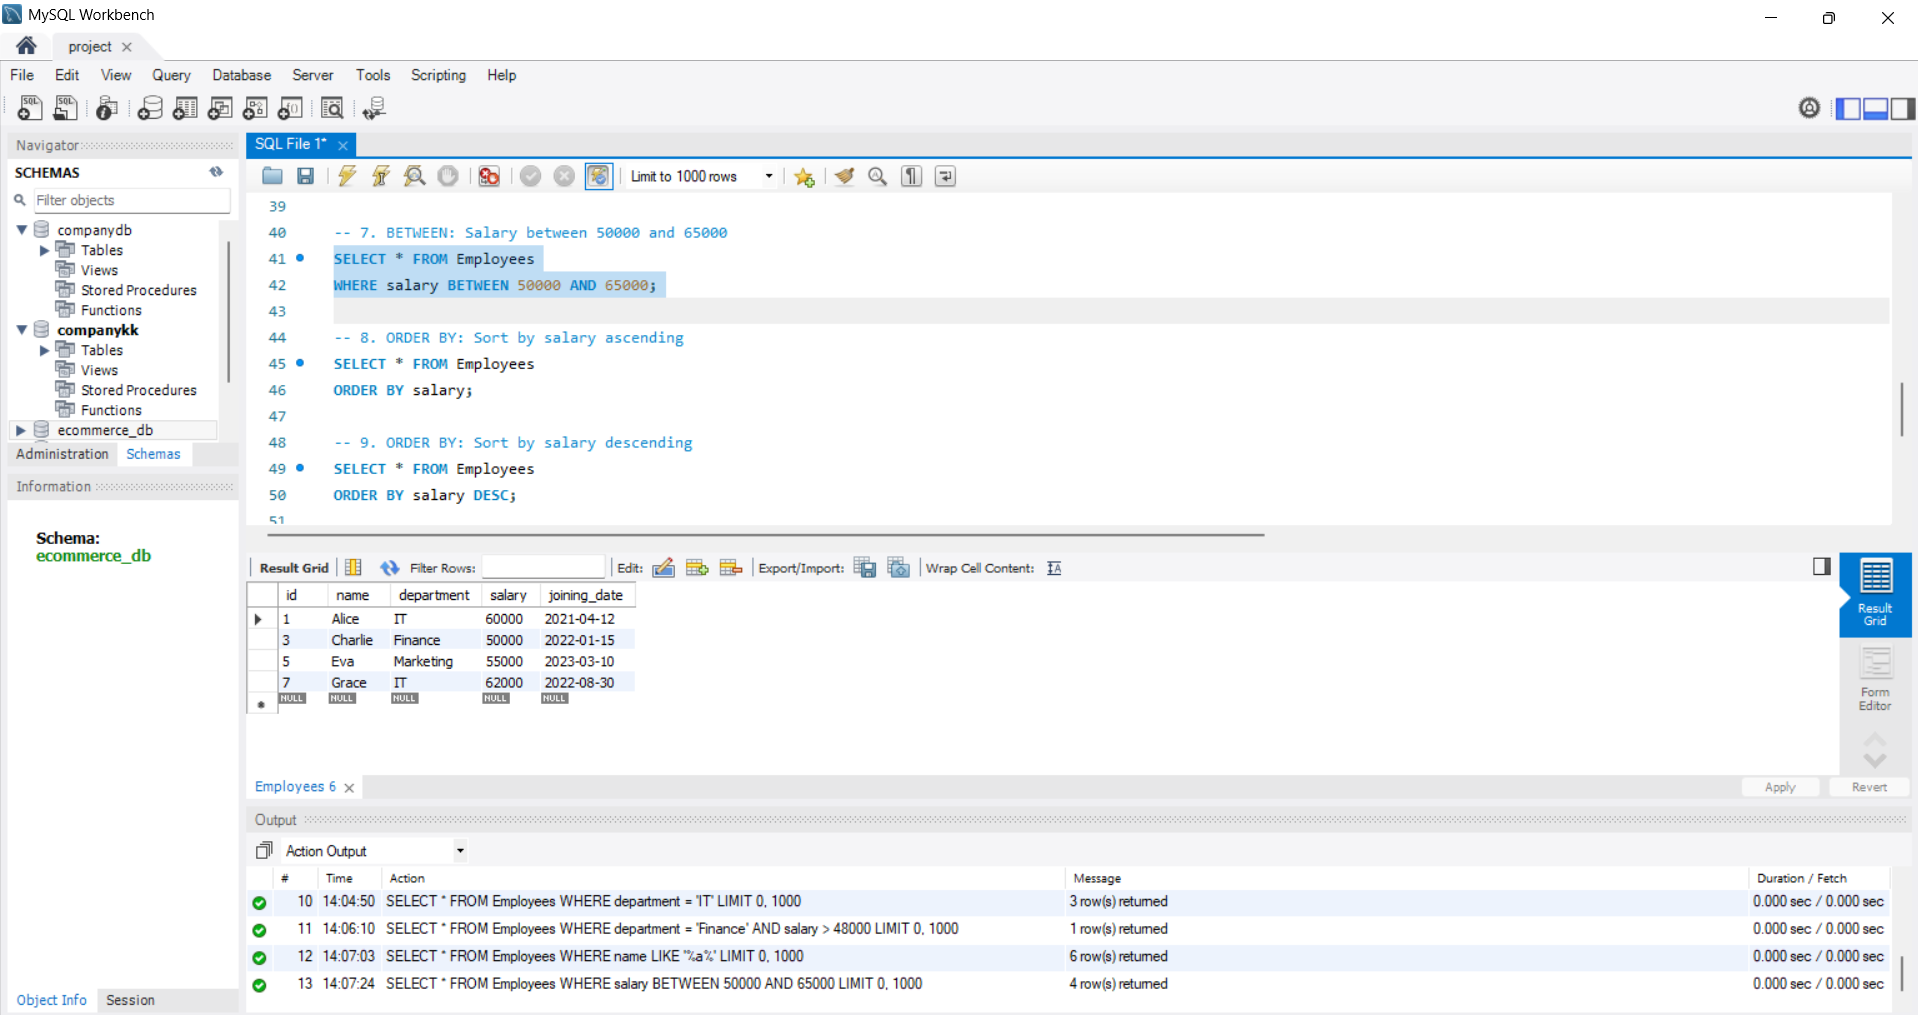 MySQL Workbench
project
File Edit View Query Database Server Tools Scripting Help
Navigator
SCHEMAS
Filter objects
companydb
Tables
Views
Stored Procedures
Functions
companykk
Tables
Views
Stored Procedures
Functions
ecommerce_db
Administration Schemas
Information
Schema:
ecommerce_db
Object Info Session
SQL File 1*
Limit to 1000 rows
39
40 -- 7. BETWEEN: Salary between 50000 and 65000
41 SELECT * FROM Employees
42 WHERE salary BETWEEN 50000 AND 65000;
43
44 -- 8. ORDER BY: Sort by salary ascending
45 SELECT * FROM Employees
46 ORDER BY salary;
47
48 -- 9. ORDER BY: Sort by salary descending
49 SELECT * FROM Employees
50 ORDER BY salary DESC;
51
Result Grid Filter Rows: Edit: Export/Import: Wrap Cell Content:
id name department salary joining_date
1 Alice IT 60000 2021-04-12
3 Charlie Finance 50000 2022-01-15
5 Eva Marketing 55000 2023-03-10
7 Grace IT 62000 2022-08-30
NULL NULL NULL NULL NULL
Result
Grid
Form
Editor
Employees 6
Apply Revert
Output
Action Output
# Time Action Message Duration / Fetch
10 14:04:50 SELECT * FROM Employees WHERE department = 'IT' LIMIT 0, 1000 3 row(s) returned 0.000 sec / 0.000 sec
11 14:06:10 SELECT * FROM Employees WHERE department = 'Finance' AND salary > 48000 LIMIT 0, 1000 1 row(s) returned 0.000 sec / 0.000 sec
12 14:07:03 SELECT * FROM Employees WHERE name LIKE '%a%' LIMIT 0, 1000 6 row(s) returned 0.000 sec / 0.000 sec
13 14:07:24 SELECT * FROM Employees WHERE salary BETWEEN 50000 AND 65000 LIMIT 0, 1000 4 row(s) returned 0.000 sec / 0.000 sec